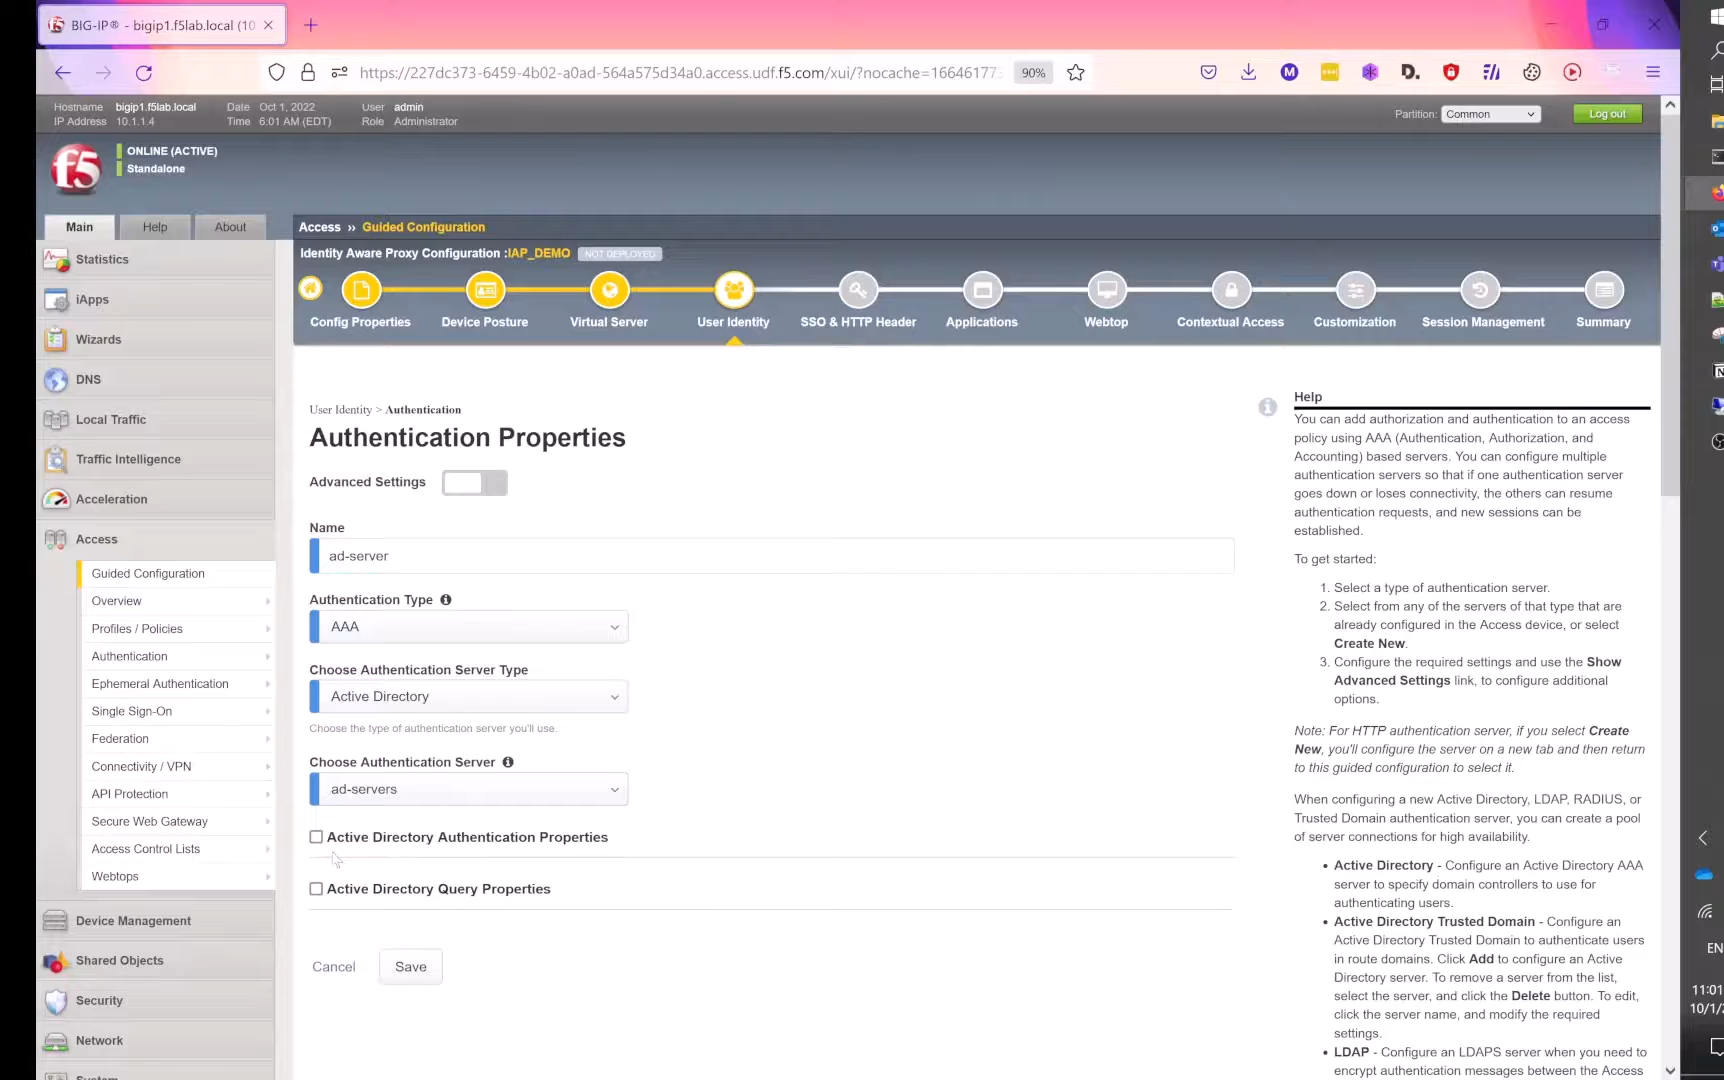 BIG-IP® - bigip1.f5lab.local (10
https://227dc373-6459-4b02-a0ad-564a575d34a0.access.udf.f5.com/xui/?nocache=16646177
90%
Hostname bigip1.f5lab.local
IP Address 10.1.1.4
Date Oct 1, 2022
Time 6:01 AM (EDT)
User admin
Role Administrator
Partition: Common
Log out
f5
ONLINE (ACTIVE)
Standalone
Main
Help
About
Access » Guided Configuration
Identity Aware Proxy Configuration :IAP_DEMO NOT DEPLOYED
Config Properties
Device Posture
Virtual Server
User Identity
SSO & HTTP Header
Applications
Webtop
Contextual Access
Customization
Session Management
Summary
Statistics
iApps
Wizards
DNS
Local Traffic
Traffic Intelligence
Acceleration
Access
Guided Configuration
Overview
Profiles / Policies
Authentication
Ephemeral Authentication
Single Sign-On
Federation
Connectivity / VPN
API Protection
Secure Web Gateway
Access Control Lists
Webtops
Device Management
Shared Objects
Security
Network
User Identity > Authentication
Authentication Properties
Advanced Settings
Name
ad-server
Authentication Type
AAA
Choose Authentication Server Type
Active Directory
Choose the type of authentication server you'll use.
Choose Authentication Server
ad-servers
Active Directory Authentication Properties
Active Directory Query Properties
Cancel
Save
Help
You can add authorization and authentication to an access
policy using AAA (Authentication, Authorization, and
Accounting) based servers. You can configure multiple
authentication servers so that if one authentication server
goes down or loses connectivity, the others can resume
authentication requests, and new sessions can be
established.
To get started:
1. Select a type of authentication server.
2. Select from any of the servers of that type that are
already configured in the Access device, or select
Create New.
3. Configure the required settings and use the Show
Advanced Settings link, to configure additional
options.
Note: For HTTP authentication server, if you select Create
New, you'll configure the server on a new tab and then return
to this guided configuration to select it.
When configuring a new Active Directory, LDAP, RADIUS, or
Trusted Domain authentication server, you can create a pool
of server connections for high availability.
• Active Directory - Configure an Active Directory AAA
server to specify domain controllers to use for
authenticating users.
• Active Directory Trusted Domain - Configure an
Active Directory Trusted Domain to authenticate users
in route domains. Click Add to configure an Active
Directory server. To remove a server from the list,
select the server, and click the Delete button. To edit,
click the server name, and modify the required
settings.
• LDAP - Configure an LDAPS server when you need to
encrypt authentication messages between the Access
EN
11:01
10/1/2